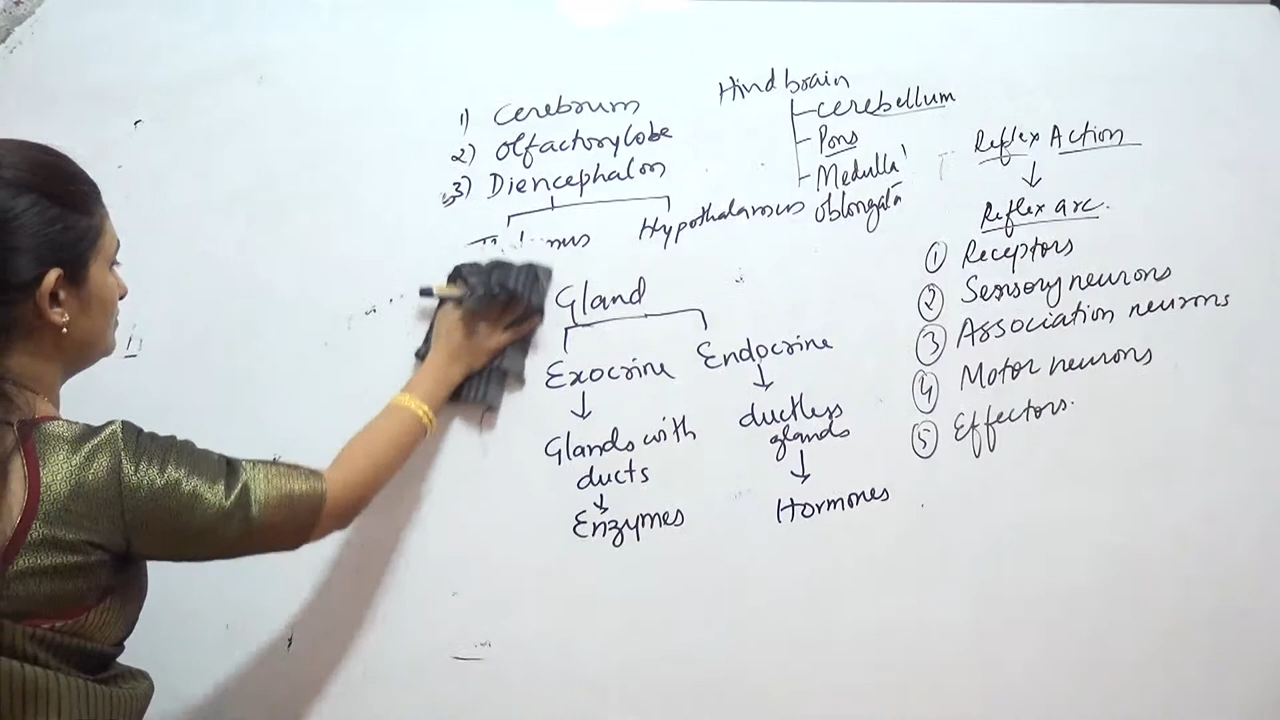 1) Cerebrum
2) Olfactory lobe
3) Diencephalon
Hypothalamus
Hind brain
Cerebellum
Pons
Medulla
oblongata
Gland
Exocrine
Glands with
ducts
Enzymes
Endocrine
ductless
glands
Hormones
Reflex Action
Reflex arc.
1 Receptors
2 Sensory neurons
3 Association neurons
4 Motor neurons
5 Effectors.